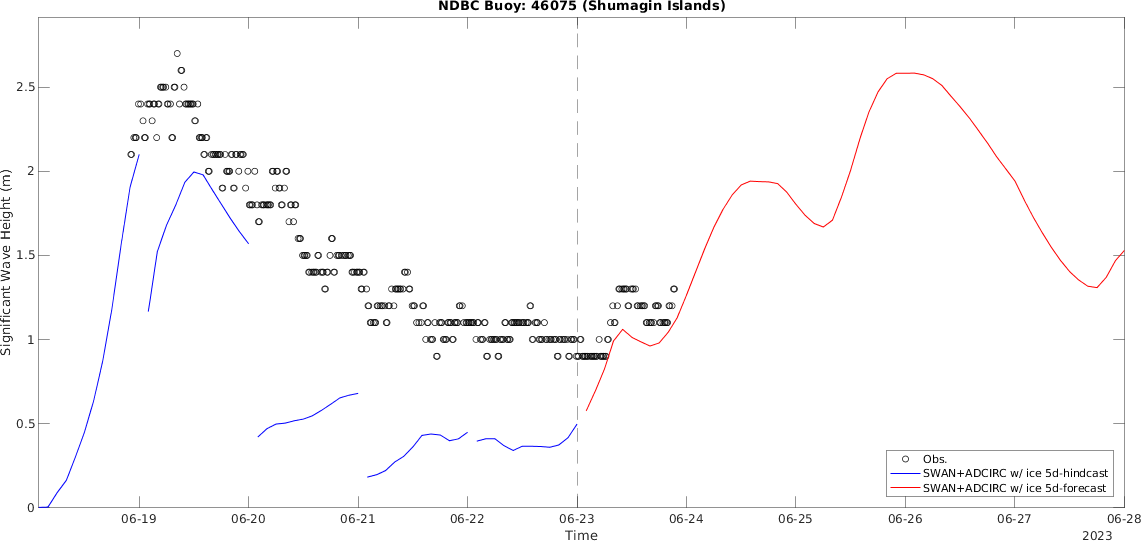 NDBC Buoy: 46075 (Shumagin Islands)
Significant Wave Height (m)
2.5
2
1.5
1
0.5
0
Obs.
SWAN+ADCIRC w/ ice 5d-hindcast
SWAN+ADCIRC w/ ice 5d-forecast
06-19 06-20 06-21 06-22 06-23 06-24 06-25 06-26 06-27 06-28
Time
2023